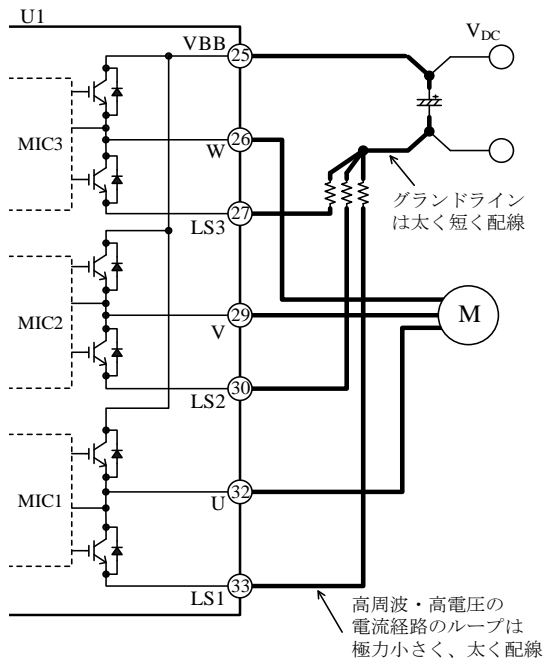 U1
VBB
25
V_DC
MIC3
W
26
27
LS3
グランドライン
は太く短く配線
MIC2
29
V
M
30
LS2
MIC1
32
U
33
LS1
高周波・高電圧の
電流経路のループは
極力小さく、太く配線